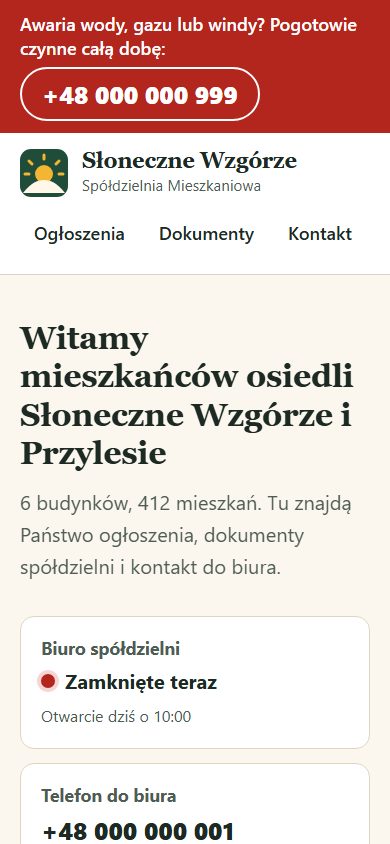 Awaria wody, gazu lub windy? Pogotowie
czynne całą dobę:
+48 000 000 999
Słoneczne Wzgórze
Spółdzielnia Mieszkaniowa
Ogłoszenia Dokumenty Kontakt
Witamy
mieszkańców osiedli
Słoneczne Wzgórze i
Przylesie
6 budynków, 412 mieszkań. Tu znajdą
Państwo ogłoszenia, dokumenty
spółdzielni i kontakt do biura.
Biuro spółdzielni
Zamknięte teraz
Otwarcie dziś o 10:00
Telefon do biura
+48 000 000 001